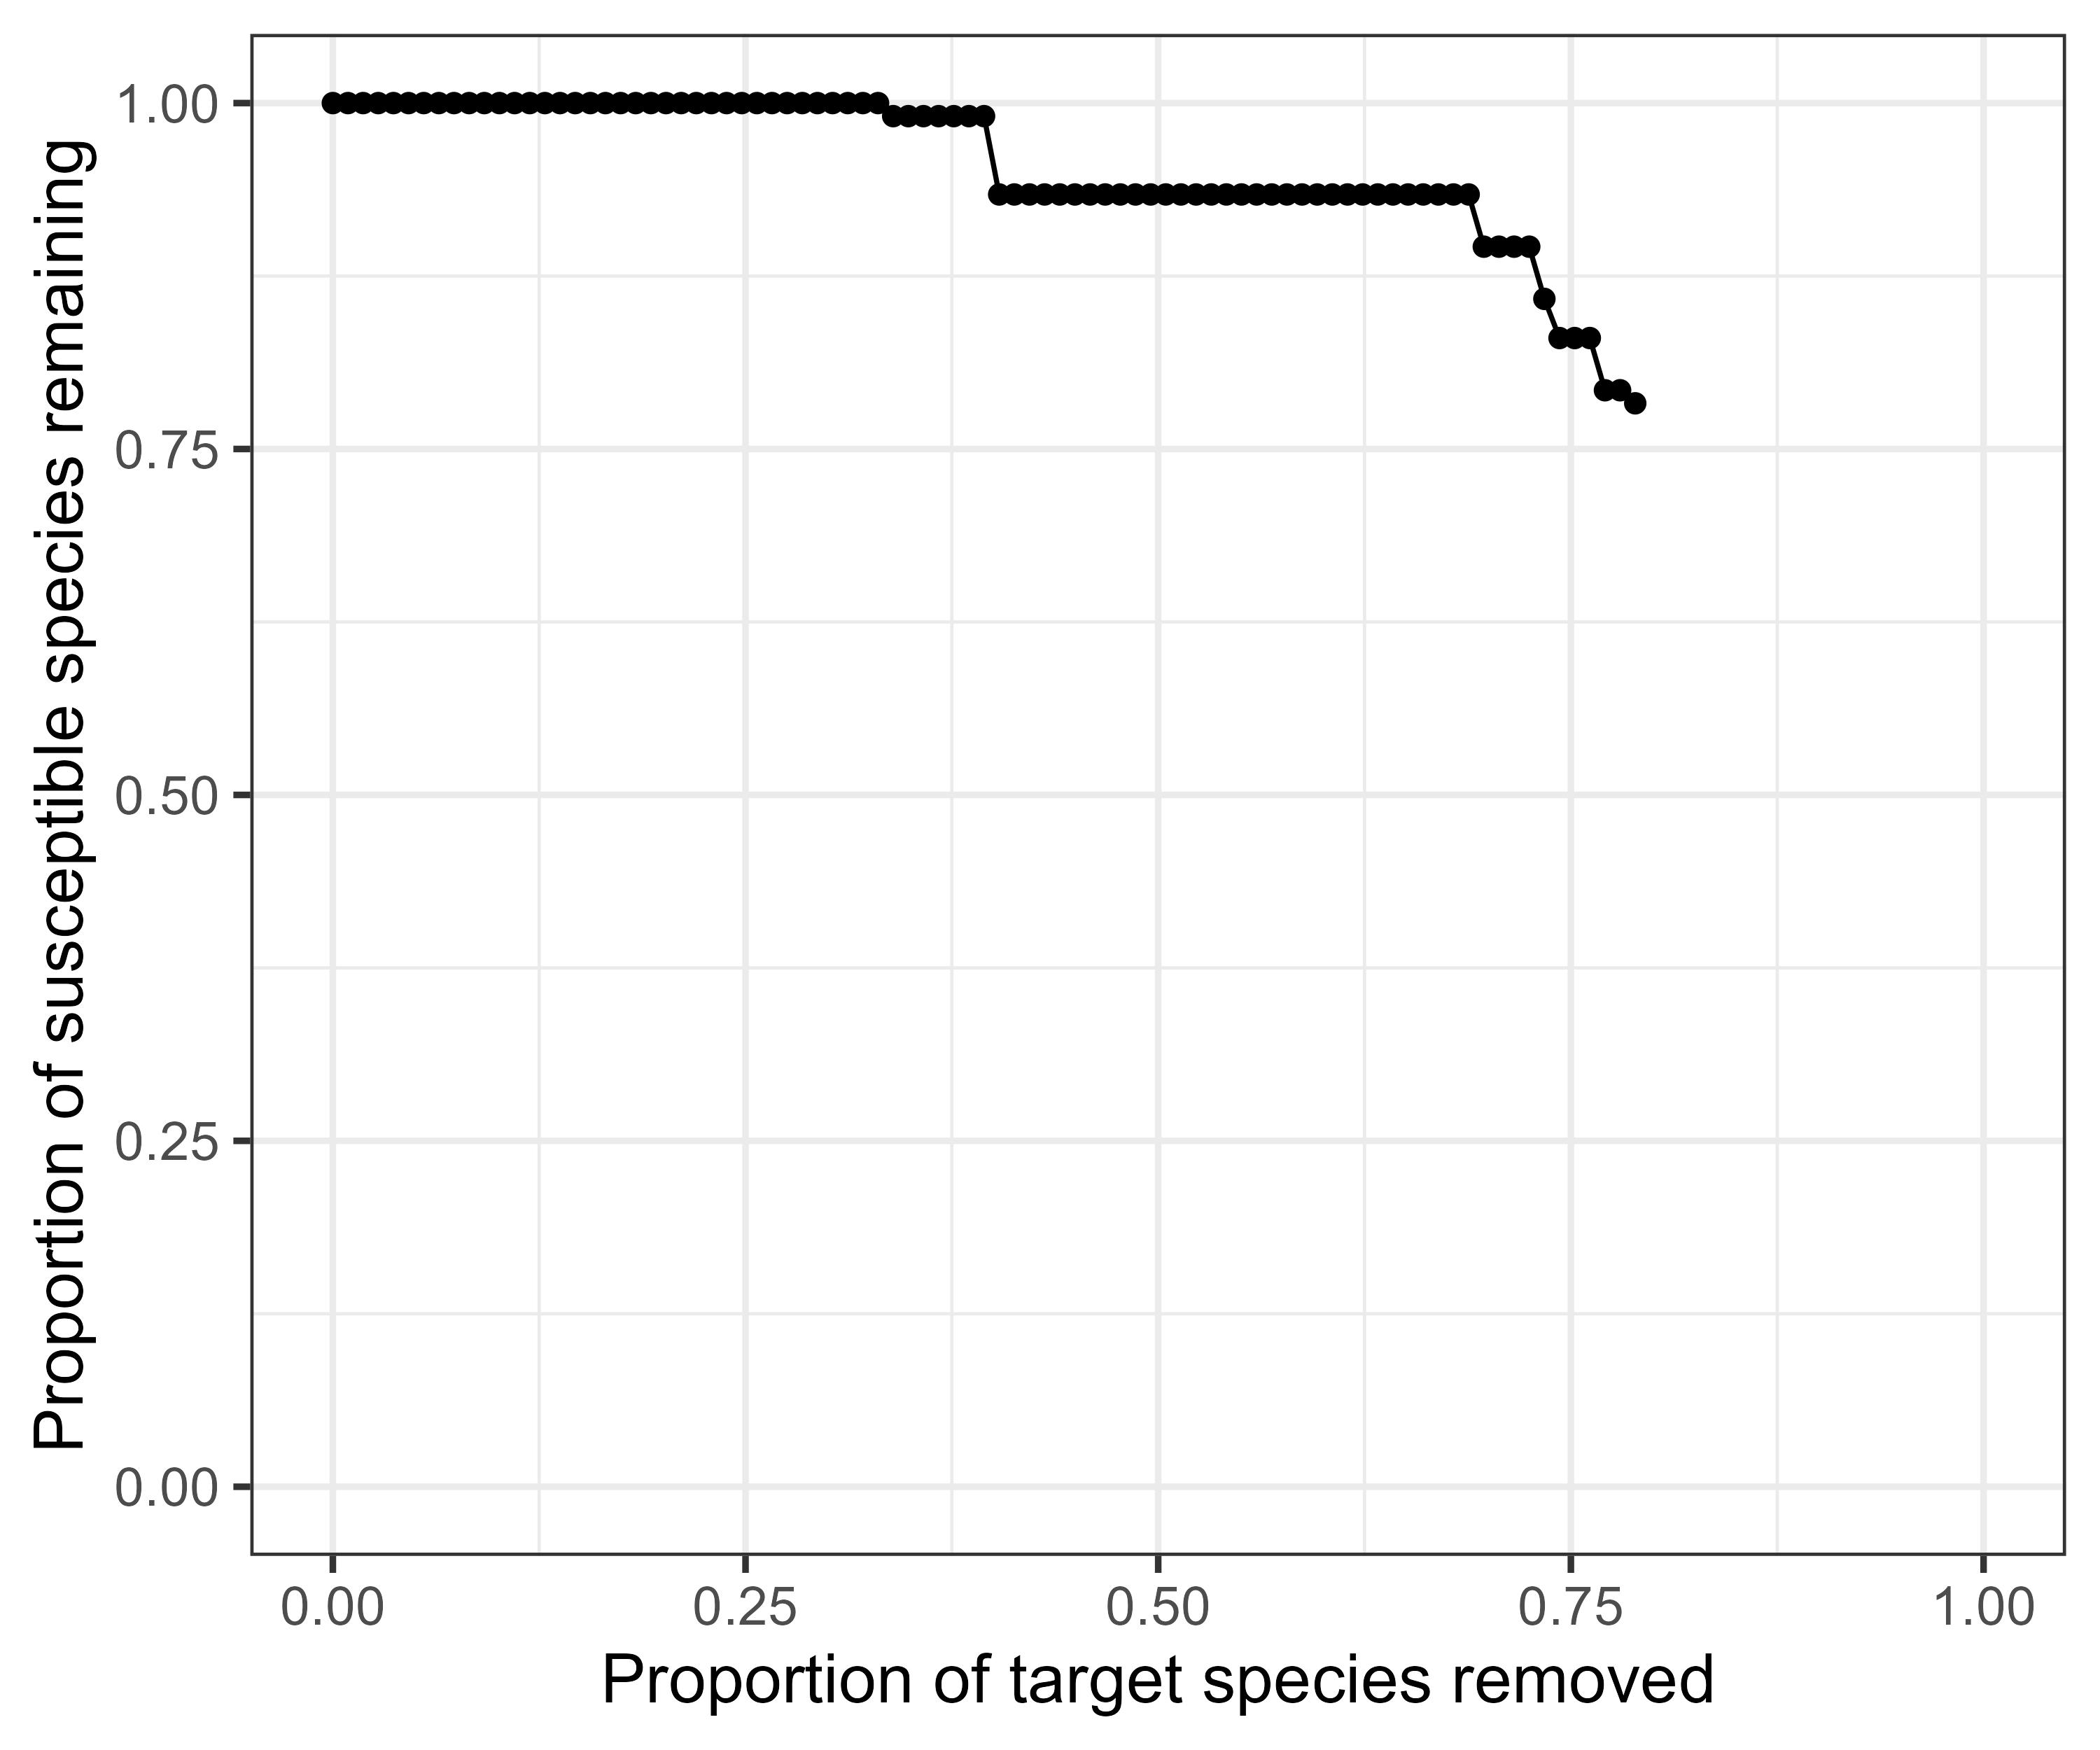 Proportion of susceptible species remaining
1.00
0.75
0.50
0.25
0.00
0.00 0.25 0.50 0.75 1.00
Proportion of target species removed